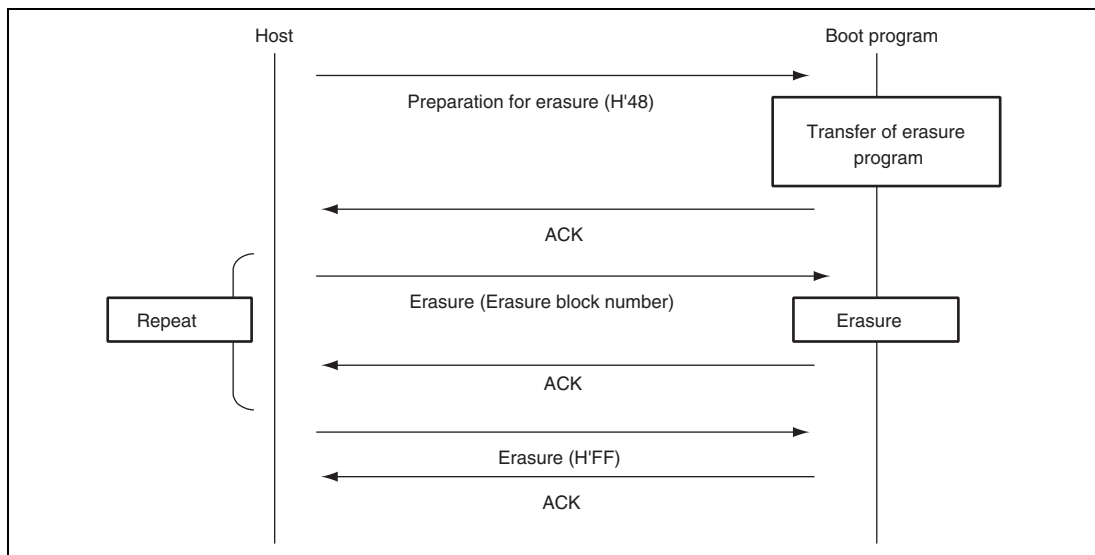 Host
Boot program
Preparation for erasure (H'48)
Transfer of erasure
program
ACK
Erasure (Erasure block number)
Repeat
Erasure
ACK
Erasure (H'FF)
ACK